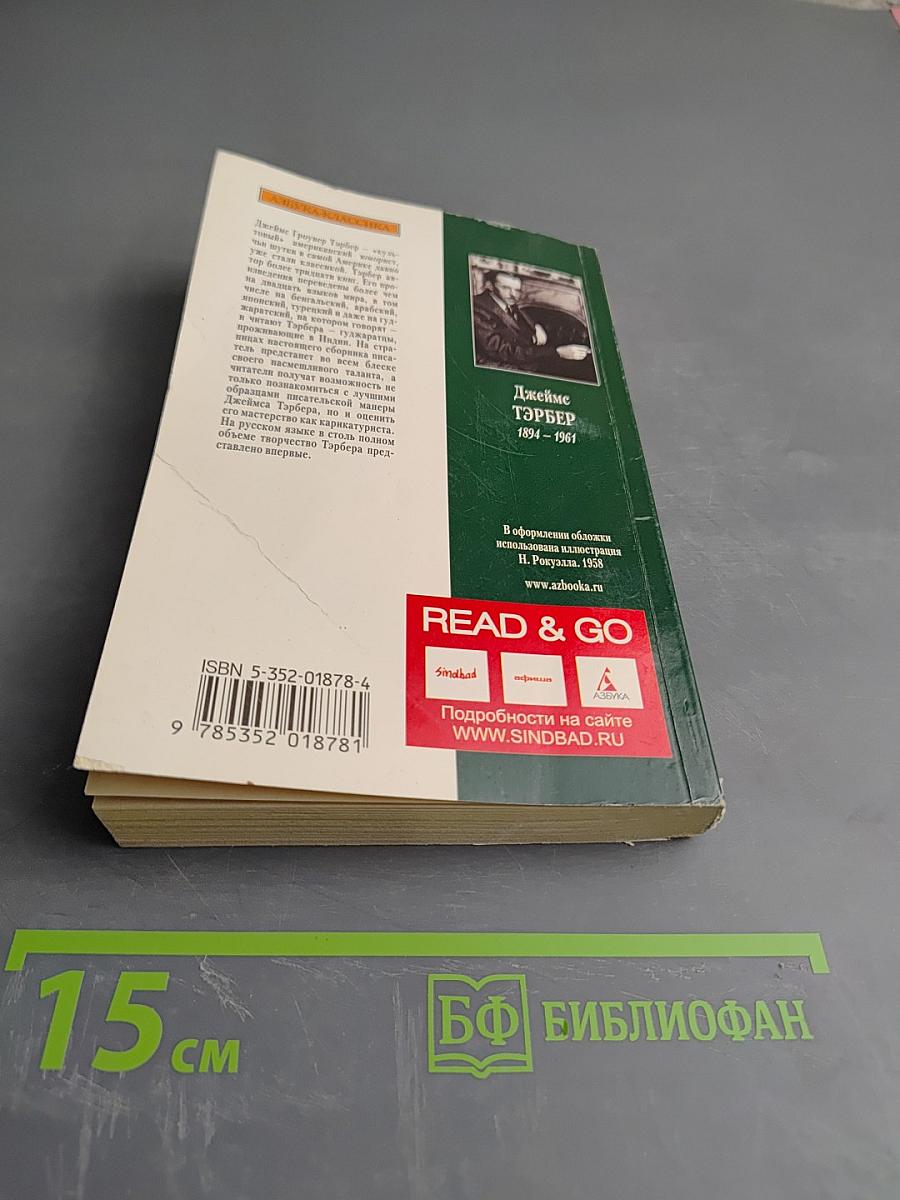 АЗБУКА-КЛАССИКА
Джеймс Гроувер Тэрбер – «куль-
товый» американский юморист,
чьи шутки в самой Америке давно
уже стали классикой. Тэрбер ав-
тор более тридцати книг. Его про-
изведения переведены более чем
на двадцать языков мира, в том
числе на бенгальский, арабский,
японский, турецкий и даже на гуд-
жаратский, на котором говорят –
и читают Тэрбера – гуджаратцы,
проживающие в Индии. На стра-
ницах настоящего сборника писа-
тель предстанет во всем блеске
своего насмешливого таланта, а
читатели получат возможность не
только познакомиться с лучшими
образцами писательской манеры
Джеймса Тэрбера, но и оценить
его мастерство как карикатуриста.
На русском языке в столь полном
объеме творчество Тэрбера пред-
ставлено впервые.
Джеймс
ТЭРБЕР
1894 – 1961
В оформлении обложки
использована иллюстрация
Н. Рокуэлла. 1958
www.azbooka.ru
READ & GO
Sindbad
афиша
АЗБУКА
Подробности на сайте
WWW.SINDBAD.RU
ISBN 5-352-01878-4
9 785352 018781
15 см
БФ БИБЛИОФАН